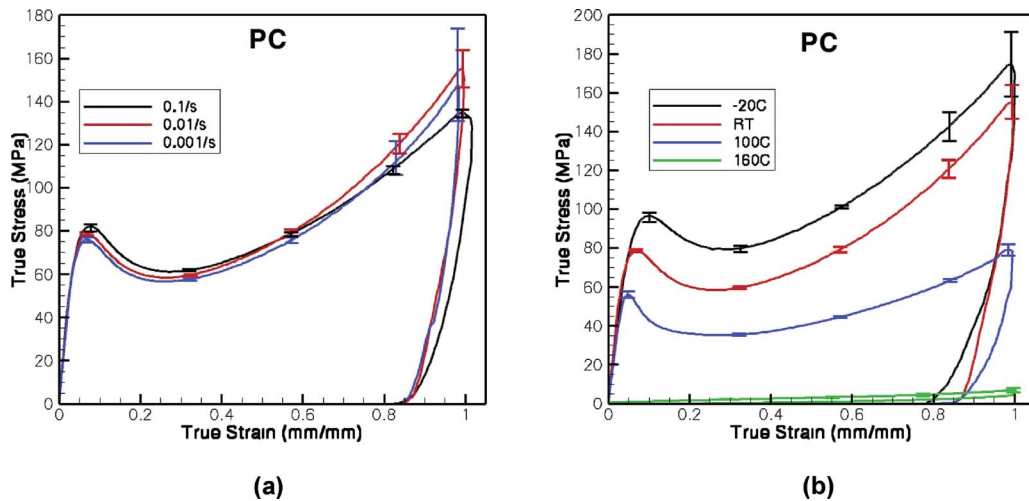 PC
0.1/s
0.01/s
0.001/s
True Stress (MPa)
180
160
140
120
100
80
60
40
20
0
0 0.2 0.4 0.6 0.8 1
True Strain (mm/mm)
(a)
PC
-20C
RT
100C
160C
True Stress (MPa)
200
180
160
140
120
100
80
60
40
20
0
0 0.2 0.4 0.6 0.8 1
True Strain (mm/mm)
(b)